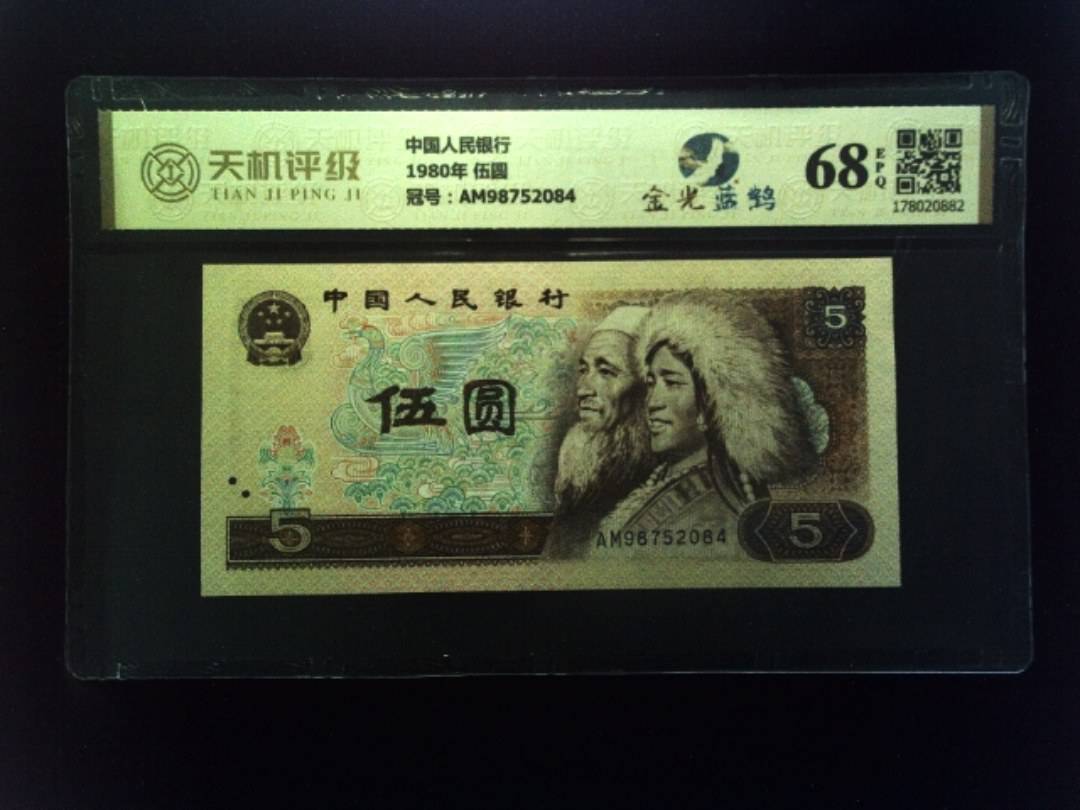 天机评级
TIAN JI PING JI
中国人民银行
1980年 伍圆
冠号：AM98752084
金光蓝鹤
68
EPQ
178020882
中国人民银行
5
伍圆
5
AM98752084
5